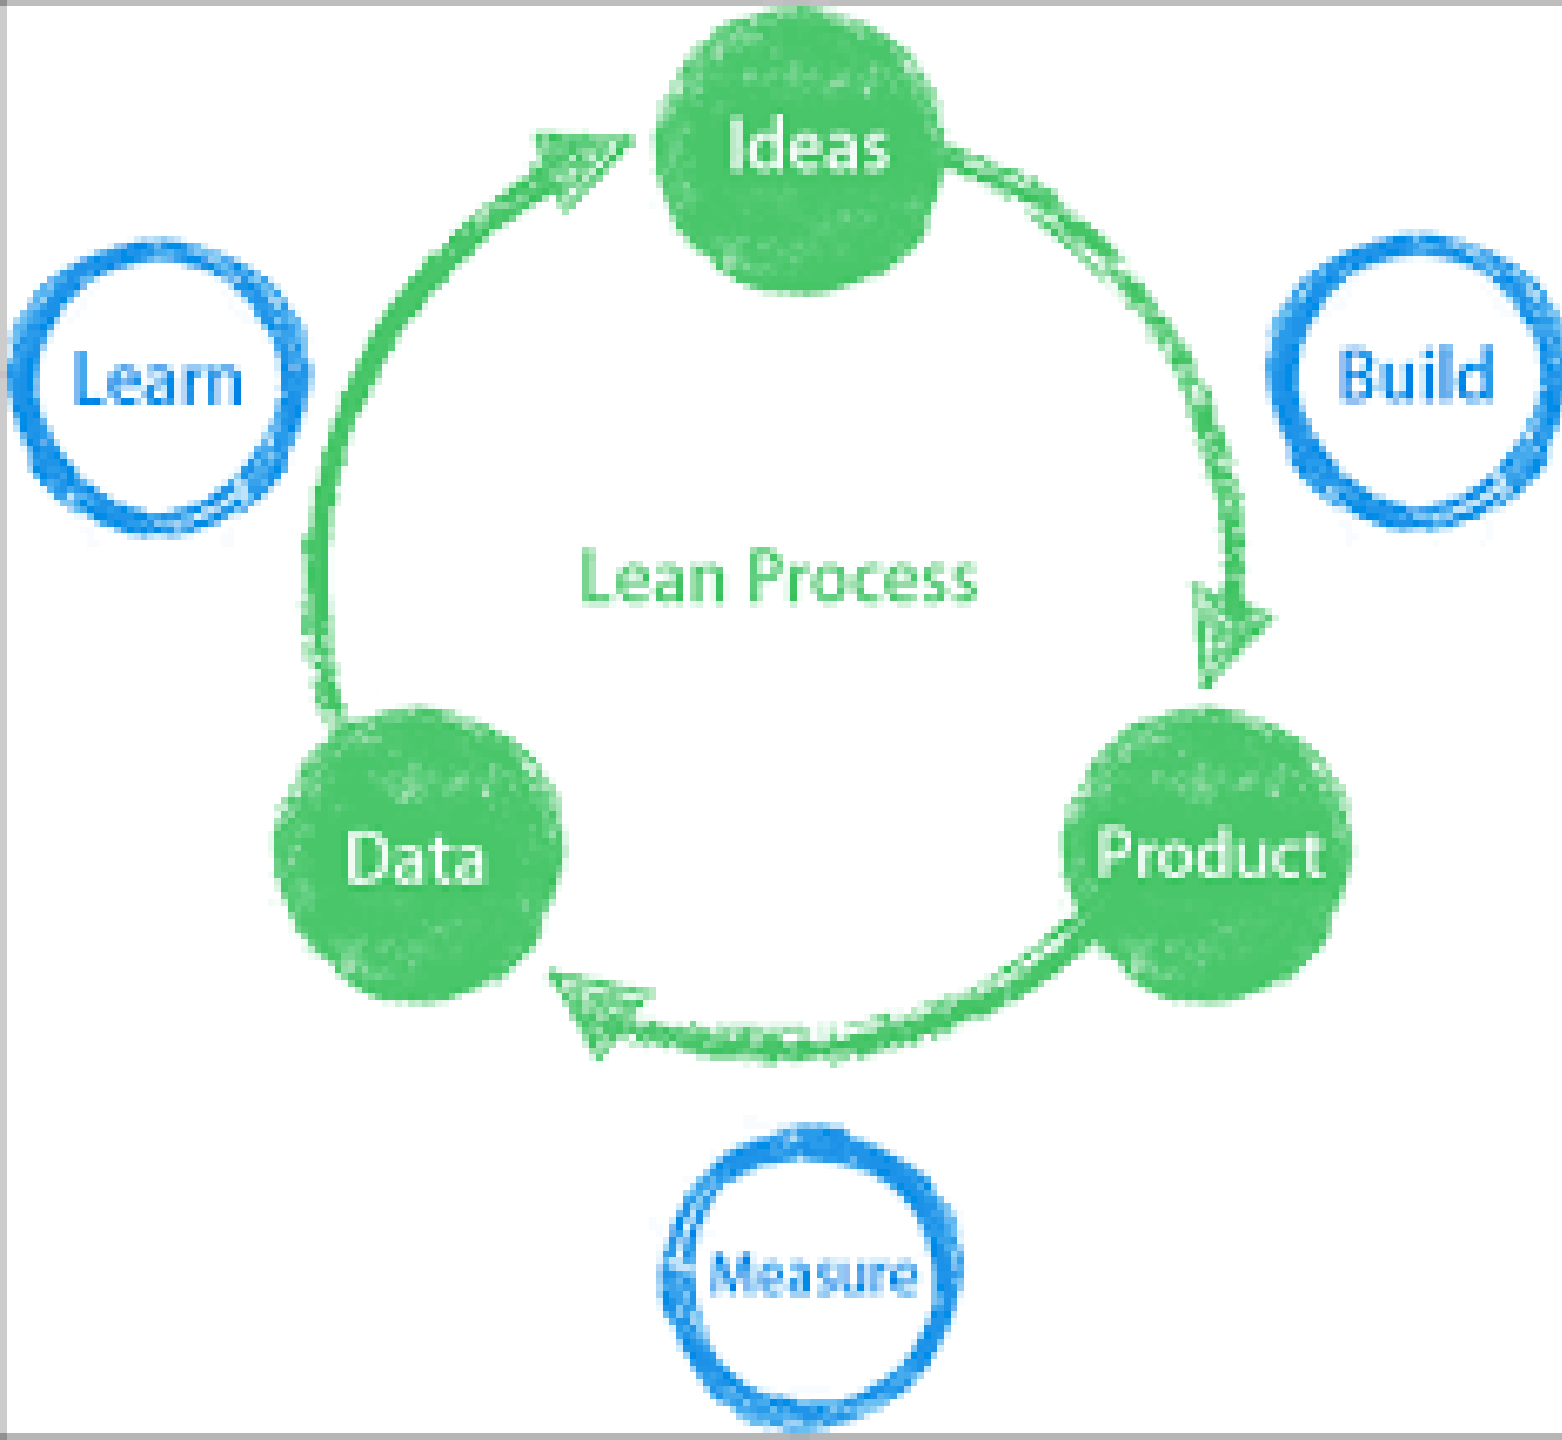 Ideas
Learn
Build
Lean Process
Data
Product
Measure